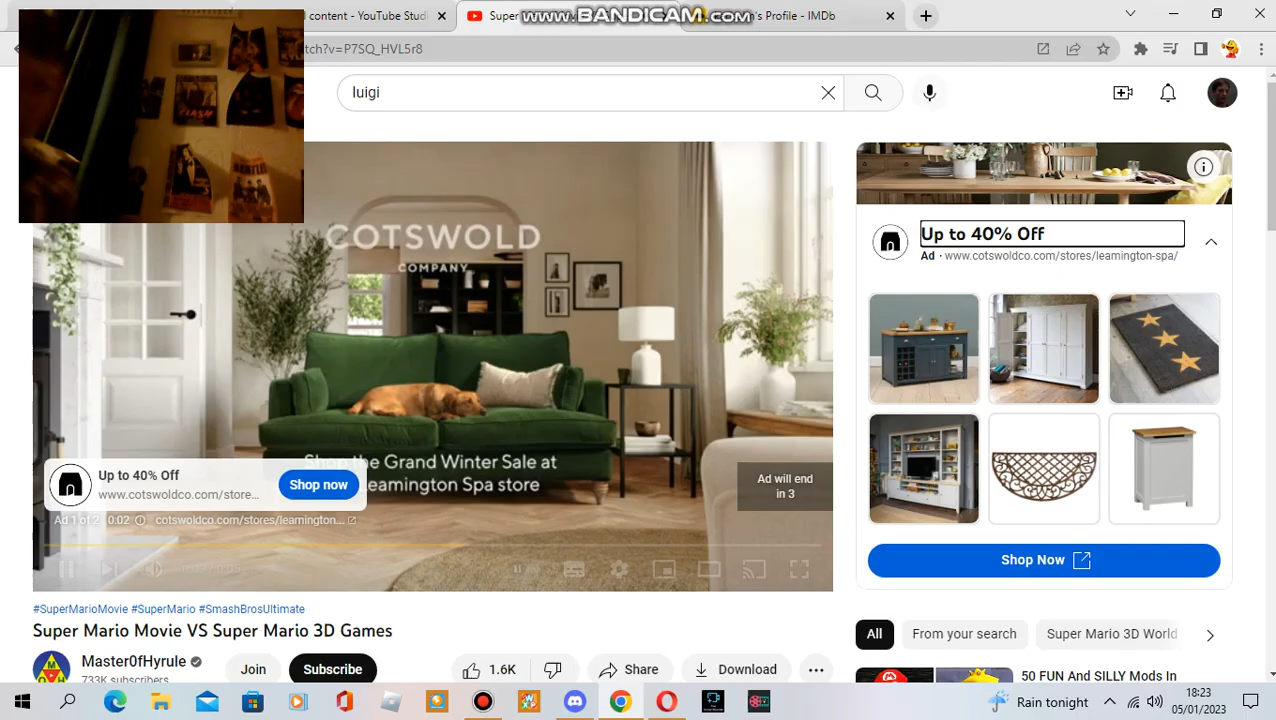 content - YouTube Studio
Super
www.BANDICAM.com
's Profile - IMDb
tch?v=P7SQ_HVL5r8
luigi
CLASH
COTSWOLD
COMPANY
Shop the Grand Winter Sale at
Leamington Spa store
Up to 40% Off
www.cotswoldco.com/store...
Shop now
Ad 1 of 2 · 0:02
cotswoldco.com/stores/leamington...
Ad will end
in 3
#SuperMarioMovie #SuperMario #SmashBrosUltimate
Super Mario Movie VS Super Mario 3D Games
Master0fHyrule
733K subscribers
Join
Subscribe
1.6K
Share
Download
Up to 40% Off
Ad · www.cotswoldco.com/stores/leamington-spa/
Shop Now
All
From your search
Super Mario 3D World
50 FUN And SILLY Mods In
Rain tonight
18:23
05/01/2023